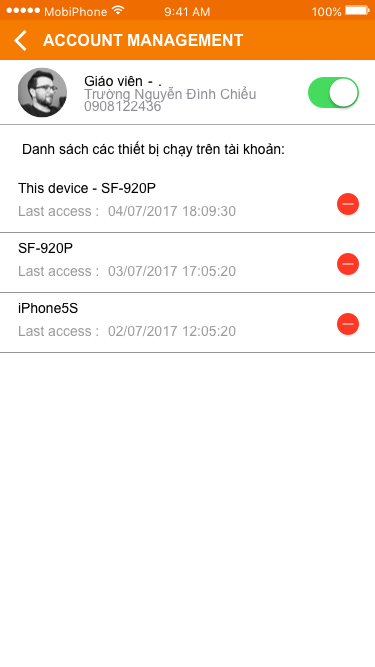 MobiPhone 9:41 AM 100%
ACCOUNT MANAGEMENT
Giáo viên - .
Trường Nguyễn Đình Chiểu
0908122436
Danh sách các thiết bị chạy trên tài khoản:
This device - SF-920P
Last access : 04/07/2017 18:09:30
SF-920P
Last access : 03/07/2017 17:05:20
iPhone5S
Last access : 02/07/2017 12:05:20